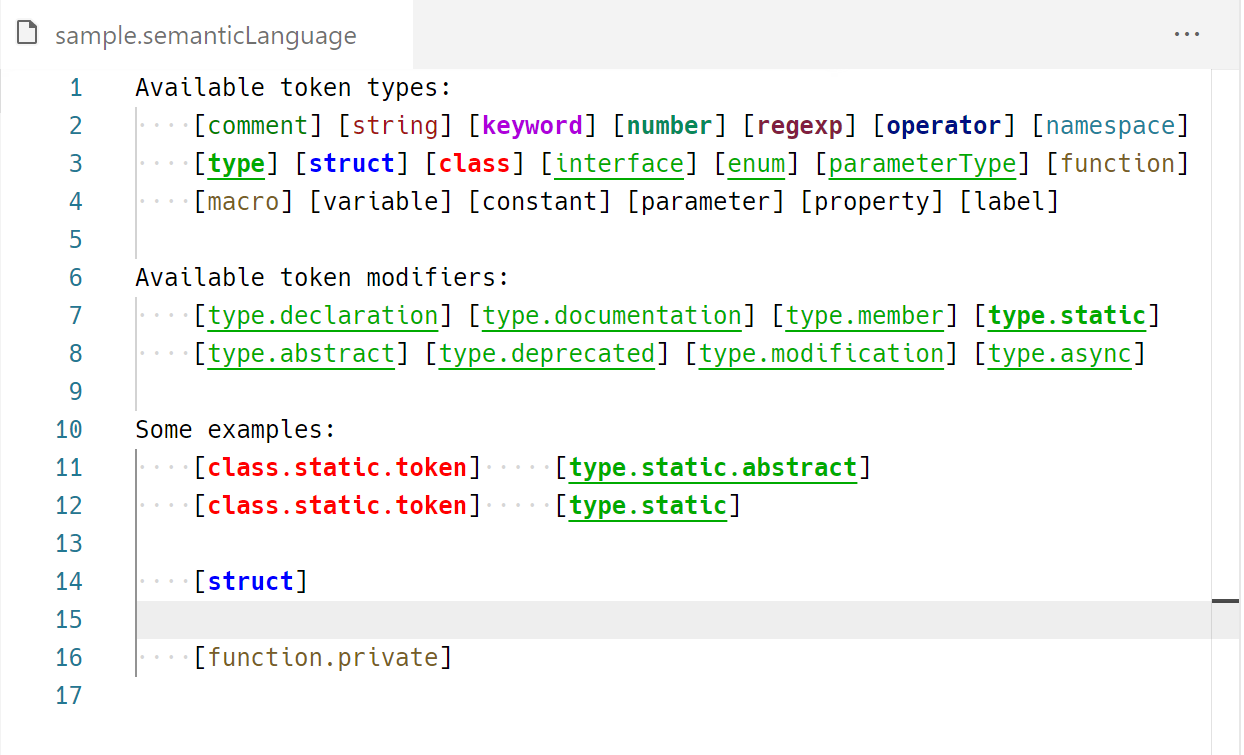 sample.semanticLanguage
···
1 Available token types:
2 ····[comment] [string] [keyword] [number] [regexp] [operator] [namespace]
3 ····[type] [struct] [class] [interface] [enum] [parameterType] [function]
4 ····[macro] [variable] [constant] [parameter] [property] [label]
5
6 Available token modifiers:
7 ····[type.declaration] [type.documentation] [type.member] [type.static]
8 ····[type.abstract] [type.deprecated] [type.modification] [type.async]
9
10 Some examples:
11 ····[class.static.token]·····[type.static.abstract]
12 ····[class.static.token]·····[type.static]
13
14 ····[struct]
15
16 ····[function.private]
17